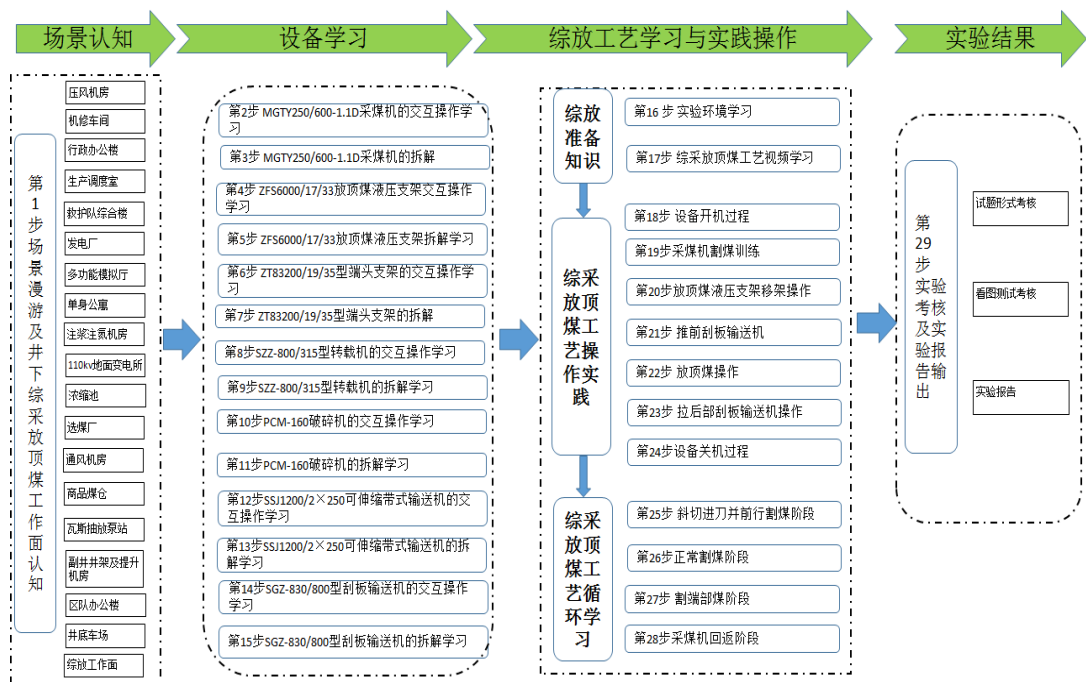 场景认知
设备学习
综放工艺学习与实践操作
实验结果
第
1
步
场
景
漫
游
及
井
下
综
采
放
顶
煤
工
作
面
认
知
压风机房
机修车间
行政办公楼
生产调度室
救护队综合楼
发电厂
多功能模拟厅
单身公寓
注浆注氮机房
110kv地面变电所
浓缩池
选煤厂
通风机房
商品煤仓
瓦斯抽放泵站
副井井架及提升
机房
区队办公楼
井底车场
综放工作面
第2步 MGTY250/600-1.1D采煤机的交互操作学
习
第3步 MGTY250/600-1.1D采煤机的拆解
第4步 ZFS6000/17/33放顶煤液压支架交互操作
学习
第5步 ZFS6000/17/33放顶煤液压支架拆解学习
第6步 ZT83200/19/35型端头支架的交互操作学
习
第7步 ZT83200/19/35型端头支架的拆解
第8步SZZ-800/315型转载机的交互操作学习
第9步SZZ-800/315型转载机的拆解学习
第10步PCM-160破碎机的交互操作学习
第11步PCM-160破碎机的拆解学习
第12步SSJ1200/2×250可伸缩带式输送机的交
互操作学习
第13步SSJ1200/2×250可伸缩带式输送机的拆
解学习
第14步SGZ-830/800型刮板输送机的交互操作
学习
第15步SGZ-830/800型刮板输送机的拆解学习
综放
准备
知识
第16 步 实验环境学习
第17步 综采放顶煤工艺视频学习
综采
放顶
煤工
艺操
作实
践
第18步 设备开机过程
第19步采煤机割煤训练
第20步放顶煤液压支架移架操作
第21步 推前刮板输送机
第22步 放顶煤操作
第23步 拉后部刮板输送机操作
第24步设备关机过程
综采
放顶
煤工
艺循
环学
习
第25步 斜切进刀并前行割煤阶段
第26步正常割煤阶段
第27步 割端部煤阶段
第28步采煤机回返阶段
第
29
步
实验
考核
及实
验报
告输
出
试题形式考核
看图测试考核
实验报告